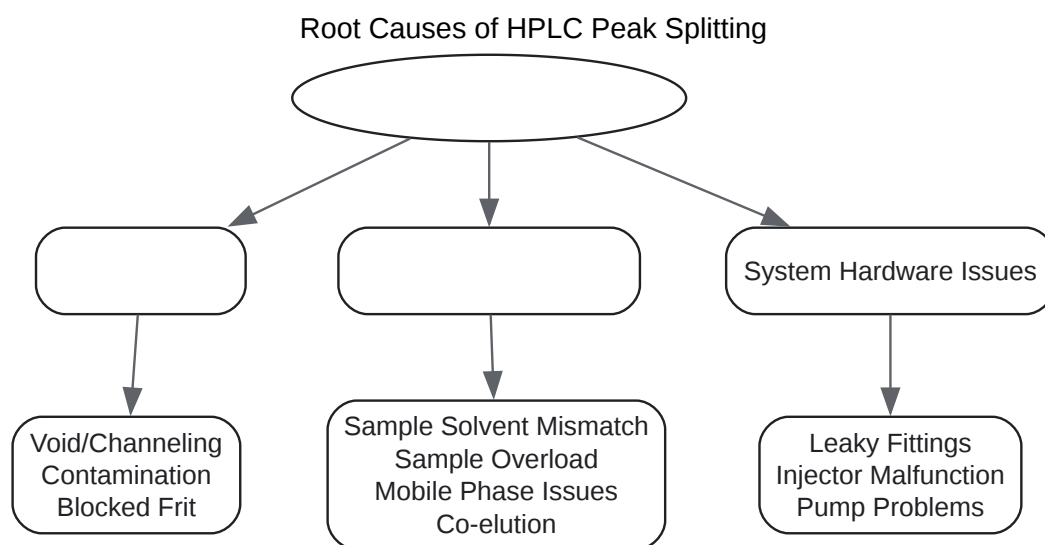 Root Causes of HPLC Peak Splitting
System Hardware Issues
Void/Channeling
Contamination
Blocked Frit
Sample Solvent Mismatch
Sample Overload
Mobile Phase Issues
Co-elution
Leaky Fittings
Injector Malfunction
Pump Problems